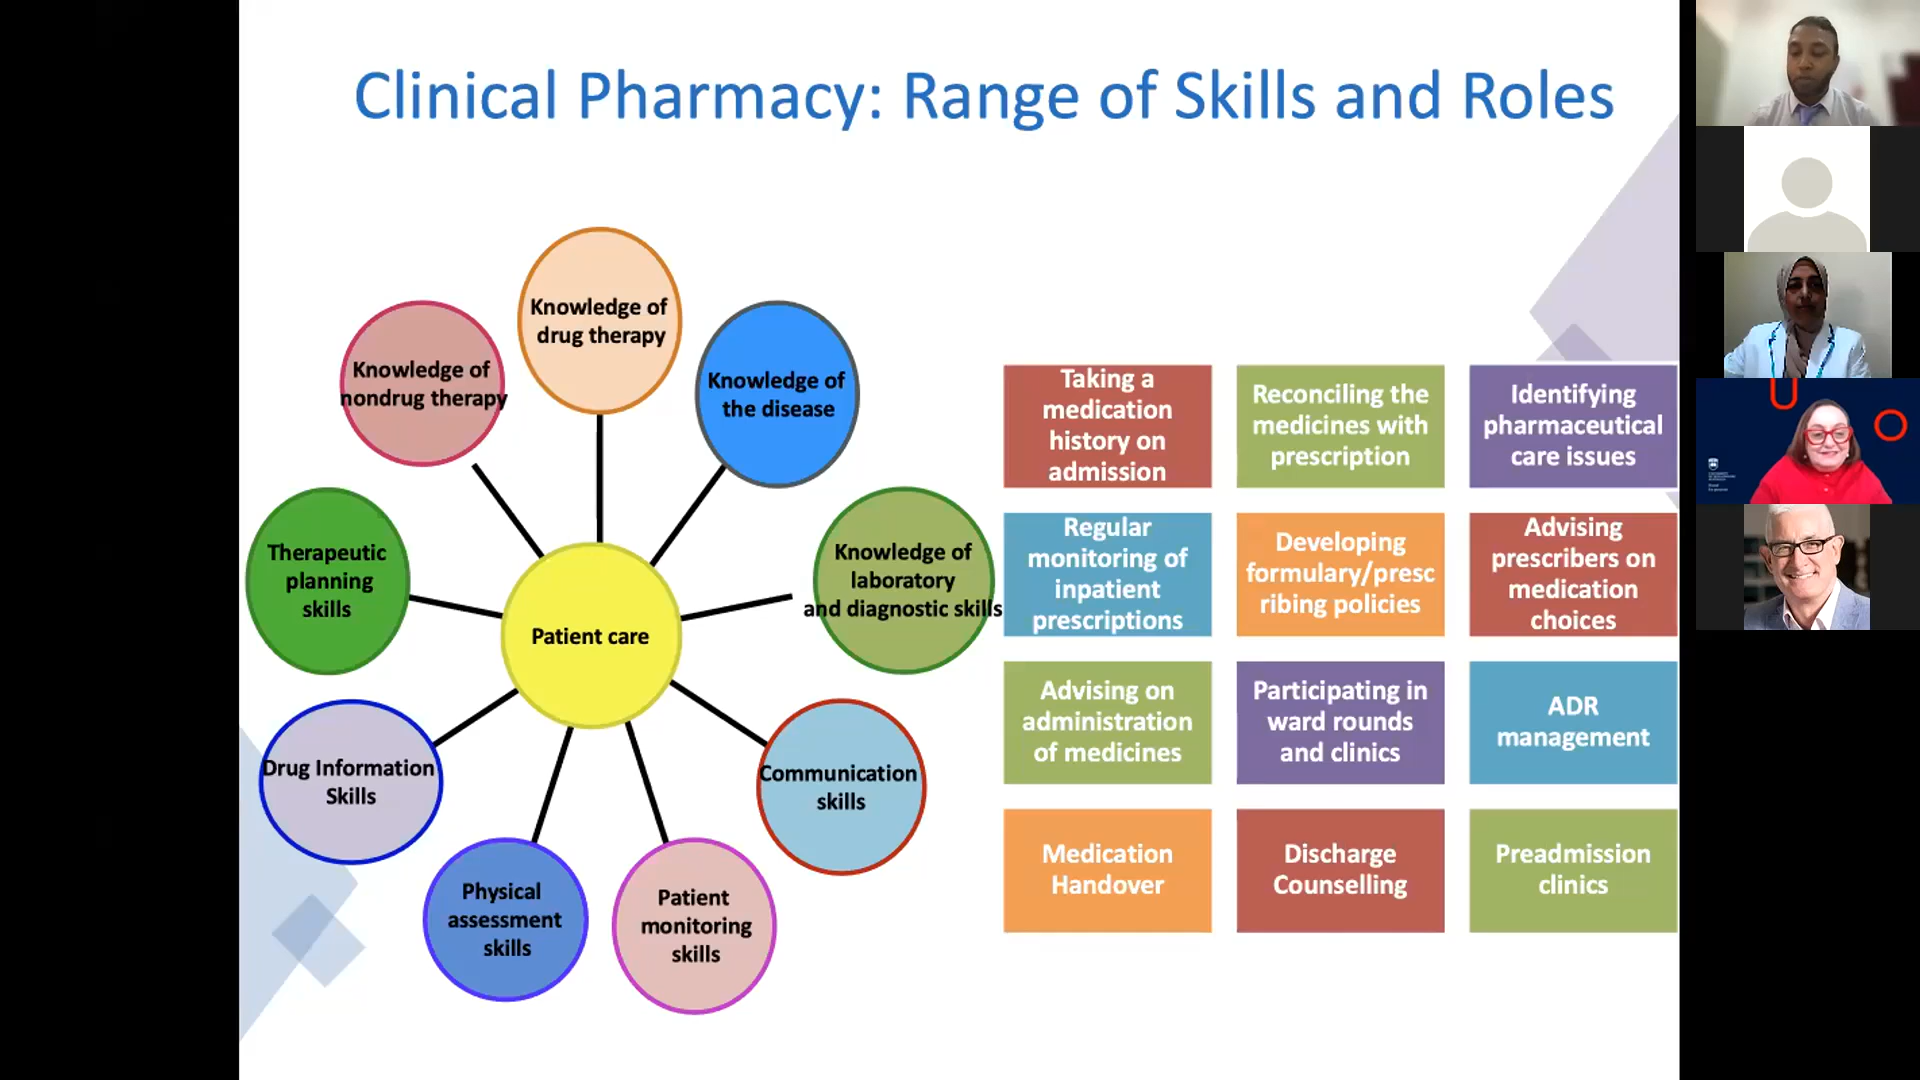 Clinical Pharmacy: Range of Skills and Roles
Knowledge of
drug therapy
Knowledge of
nondrug therapy
Knowledge of
the disease
Therapeutic
planning
skills
Knowledge of
laboratory
and diagnostic skills
Patient care
Drug Information
Skills
Communication
skills
Physical
assessment
skills
Patient
monitoring
skills
Taking a
medication
history on
admission
Reconciling the
medicines with
prescription
Identifying
pharmaceutical
care issues
Regular
monitoring of
inpatient
prescriptions
Developing
formulary/presc
ribing policies
Advising
prescribers on
medication
choices
Advising on
administration
of medicines
Participating in
ward rounds
and clinics
ADR
management
Medication
Handover
Discharge
Counselling
Preadmission
clinics